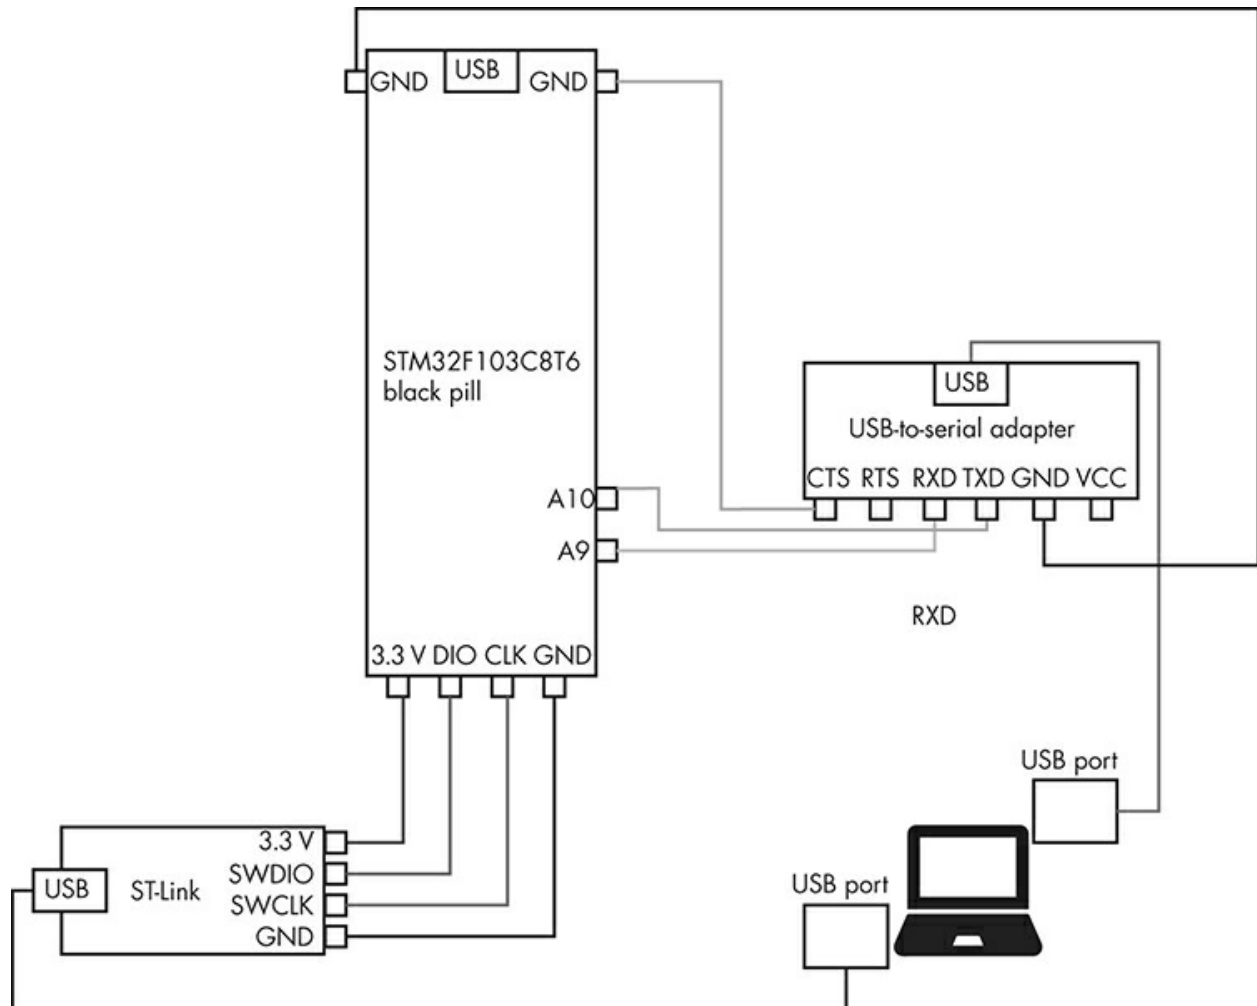 GND
USB
GND
STM32F103C8T6
black pill
A10
A9
3.3 V
DIO
CLK
GND
USB
USB-to-serial adapter
CTS
RTS
RXD
TXD
GND
VCC
RXD
3.3 V
SWDIO
SWCLK
GND
USB
ST-Link
USB port
USB port